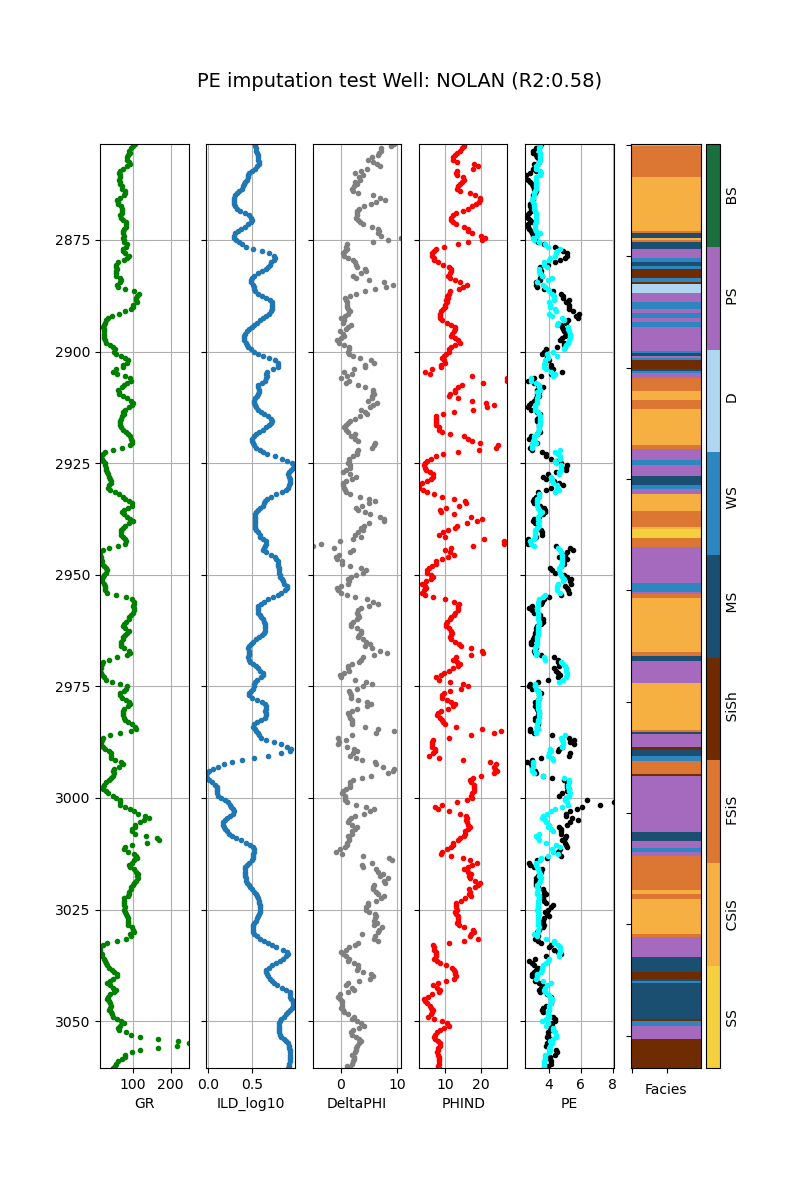 PE imputation test Well: NOLAN (R2:0.58)
2875
2900
2925
2950
2975
3000
3025
3050
100 200
0.0 0.5
0 10
10 20
4 6 8
GR
ILD_log10
DeltaPHI
PHIND
PE
Facies
BS
PS
D
WS
MS
SiSh
FSiS
CSiS
SS